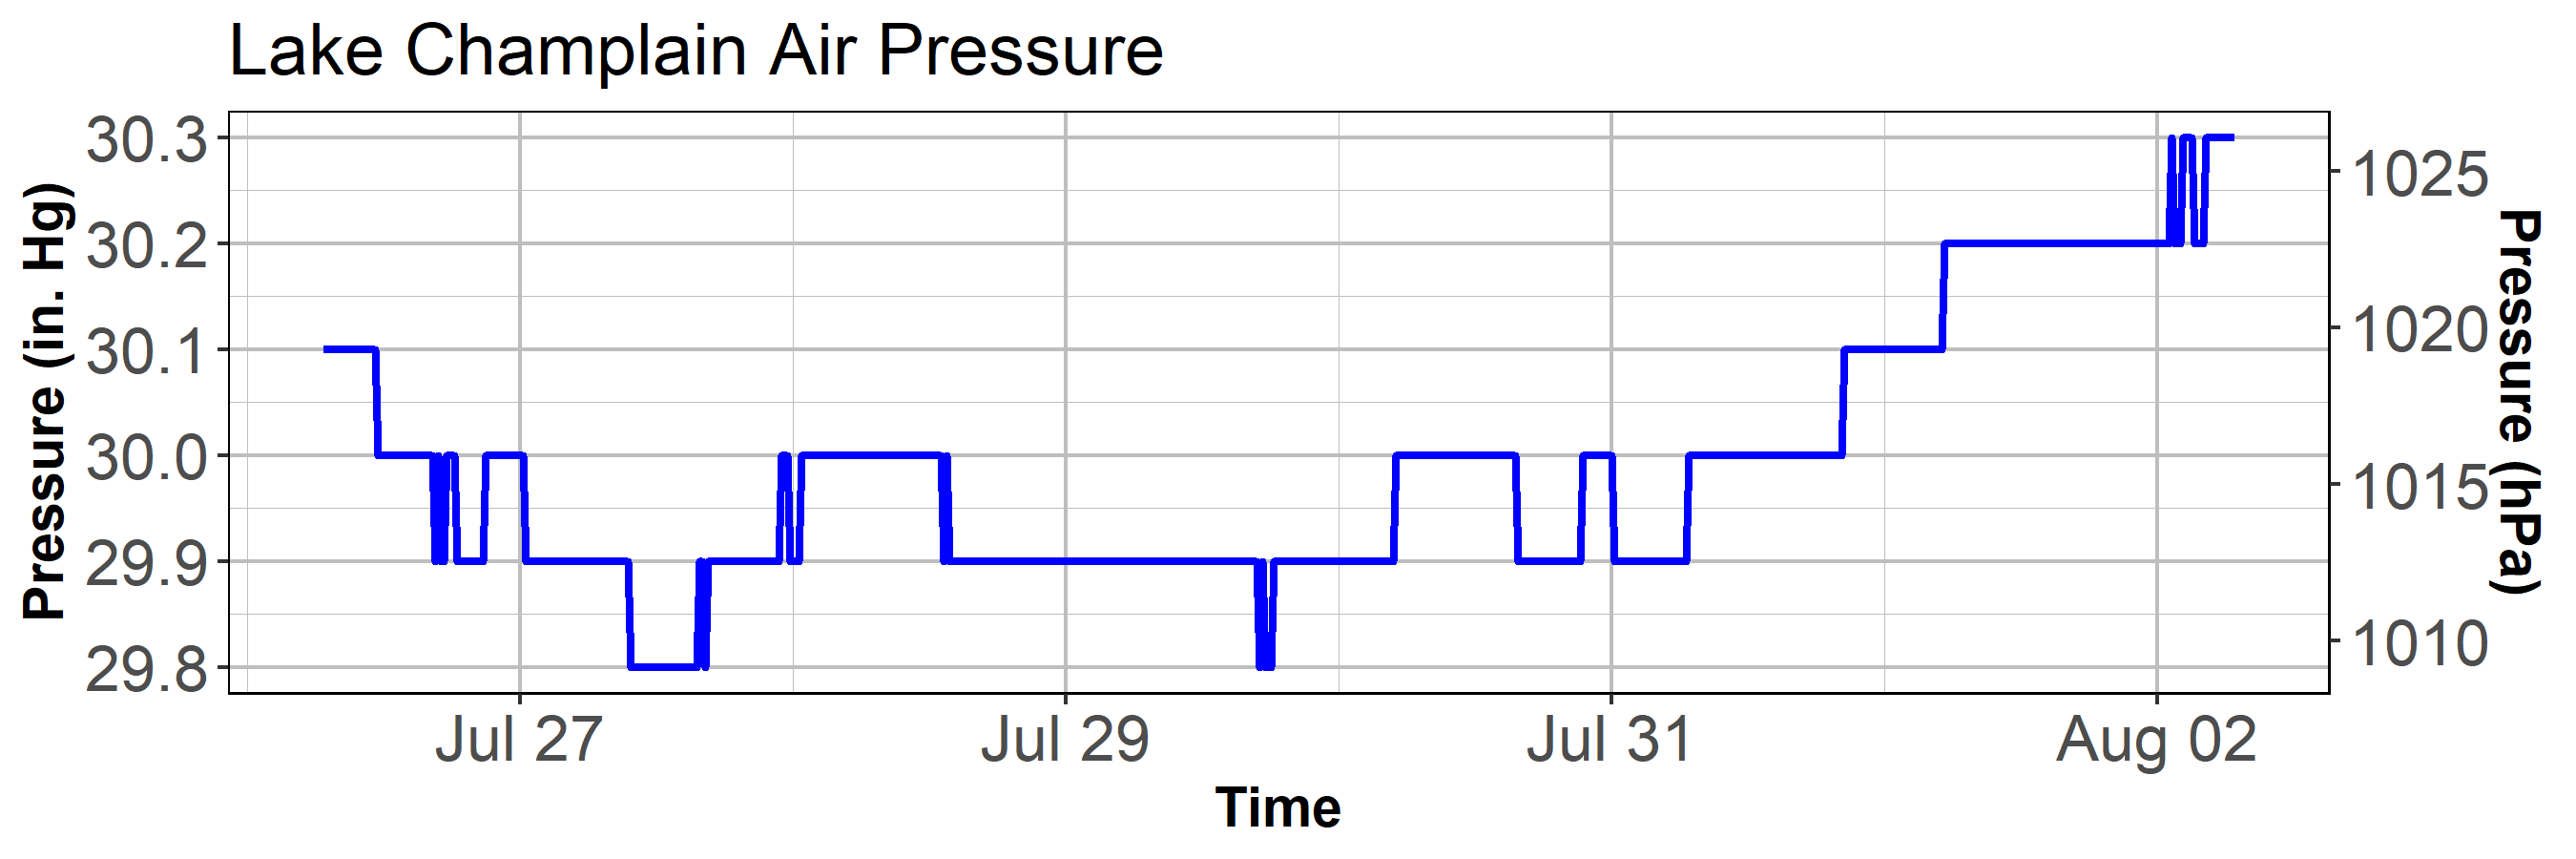 Lake Champlain Air Pressure
Pressure (in. Hg)
30.3
30.2
30.1
30.0
29.9
29.8
1025
1020
1015
1010
Pressure (hPa)
Jul 27 Jul 29 Jul 31 Aug 02
Time